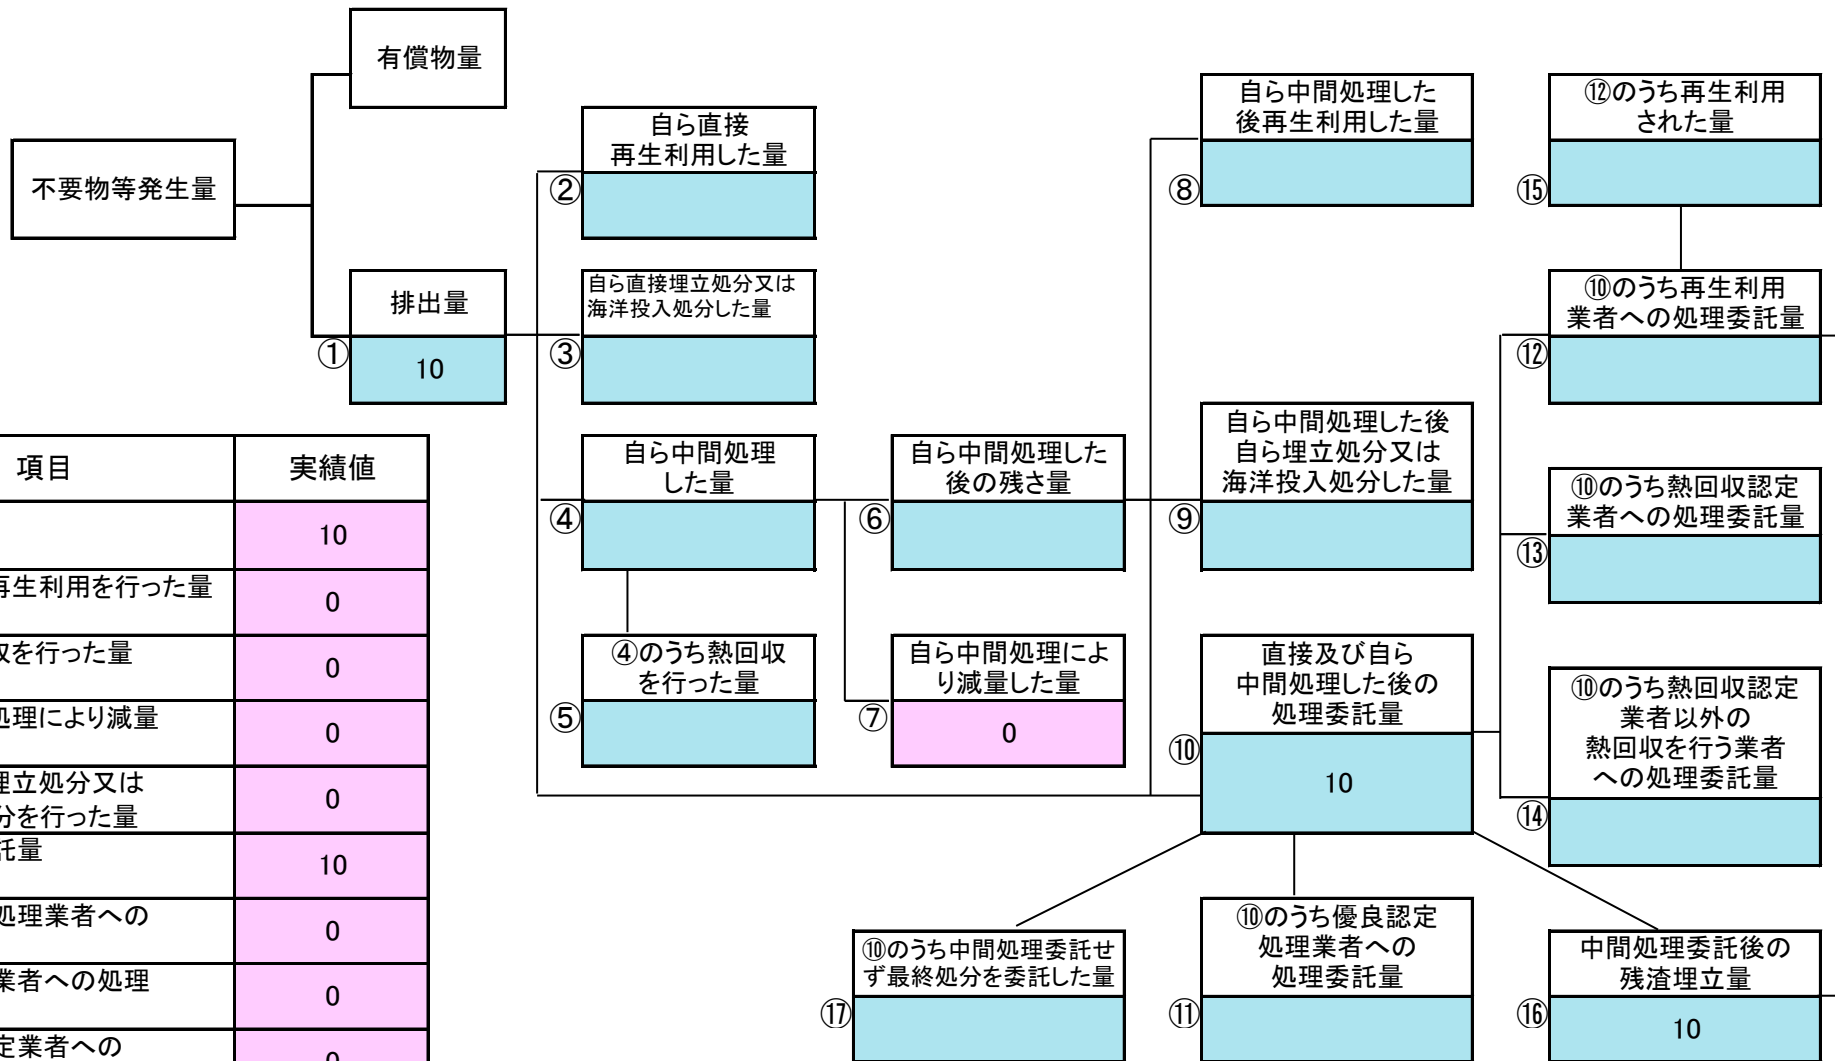 有償物量
不要物等発生量
排出量
①
10
自ら直接
再生利用した量
②
自ら直接埋立処分又は
海洋投入処分した量
③
自ら中間処理
した量
④
④のうち熱回収
を行った量
⑤
自ら中間処理した
後の残さ量
⑥
自ら中間処理によ
り減量した量
⑦
0
自ら中間処理した
後再生利用した量
⑧
自ら中間処理した後
自ら埋立処分又は
海洋投入処分した量
⑨
直接及び自ら
中間処理した後の
処理委託量
⑩
10
⑫のうち再生利用
された量
⑮
⑩のうち再生利用
業者への処理委託量
⑫
⑩のうち熱回収認定
業者への処理委託量
⑬
⑩のうち熱回収認定
業者以外の
熱回収を行う業者
への処理委託量
⑭
⑩のうち中間処理委託せ
ず最終処分を委託した量
⑰
⑩のうち優良認定
処理業者への
処理委託量
⑪
中間処理委託後の
残渣埋立量
⑯
10
項目
実績値
10
再生利用を行った量
0
収を行った量
0
処理により減量
0
埋立処分又は
分を行った量
0
託量
10
処理業者への
0
業者への処理
0
定業者への
0